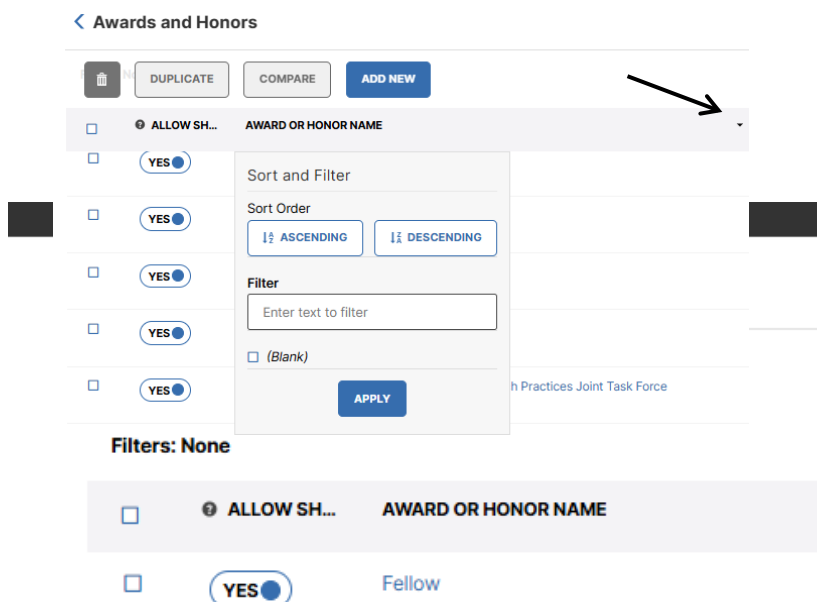 Awards and Honors
DUPLICATE COMPARE ADD NEW
ALLOW SH... AWARD OR HONOR NAME
YES
Sort and Filter
YES
Sort Order
ASCENDING DESCENDING
YES
Filter
Enter text to filter
YES
(Blank)
YES
h Practices Joint Task Force
APPLY
Filters: None
ALLOW SH... AWARD OR HONOR NAME
YES Fellow